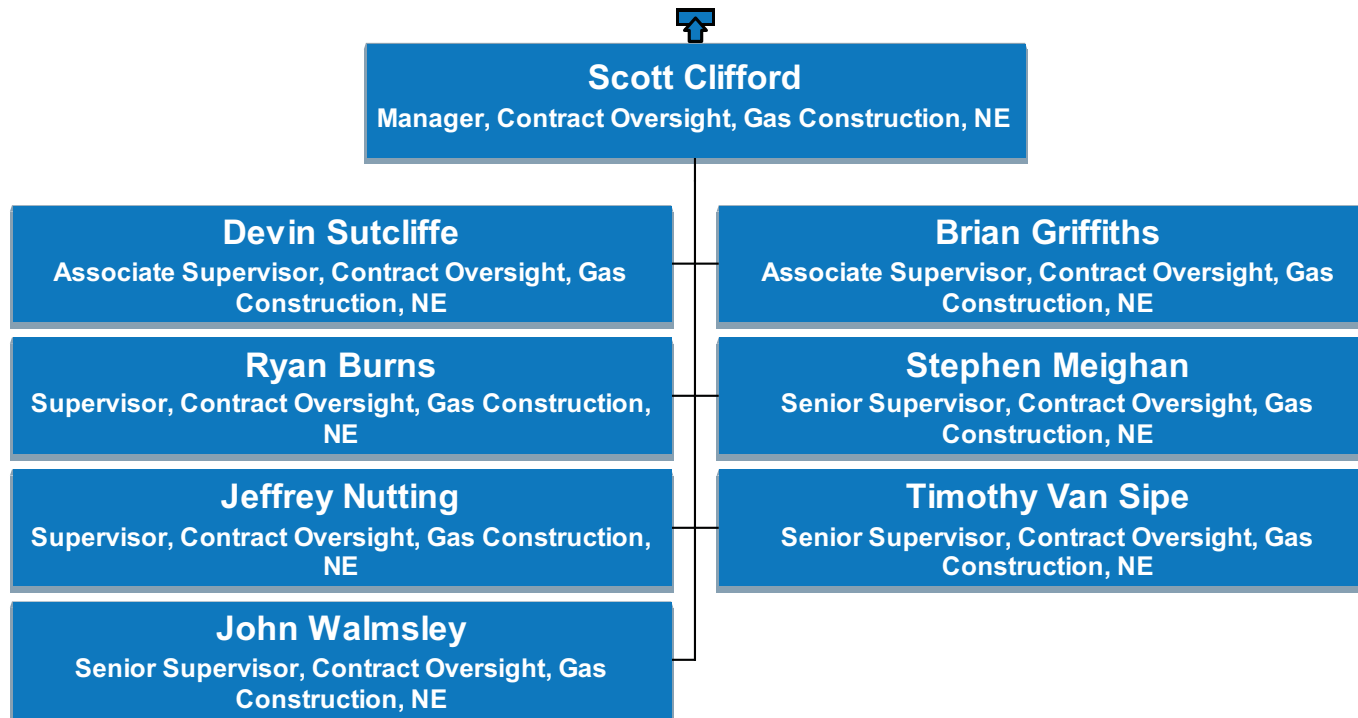 Scott Clifford
Manager, Contract Oversight, Gas Construction, NE
Devin Sutcliffe
Associate Supervisor, Contract Oversight, Gas
Construction, NE
Brian Griffiths
Associate Supervisor, Contract Oversight, Gas
Construction, NE
Ryan Burns
Supervisor, Contract Oversight, Gas Construction,
NE
Stephen Meighan
Senior Supervisor, Contract Oversight, Gas
Construction, NE
Jeffrey Nutting
Supervisor, Contract Oversight, Gas Construction,
NE
Timothy Van Sipe
Senior Supervisor, Contract Oversight, Gas
Construction, NE
John Walmsley
Senior Supervisor, Contract Oversight, Gas
Construction, NE